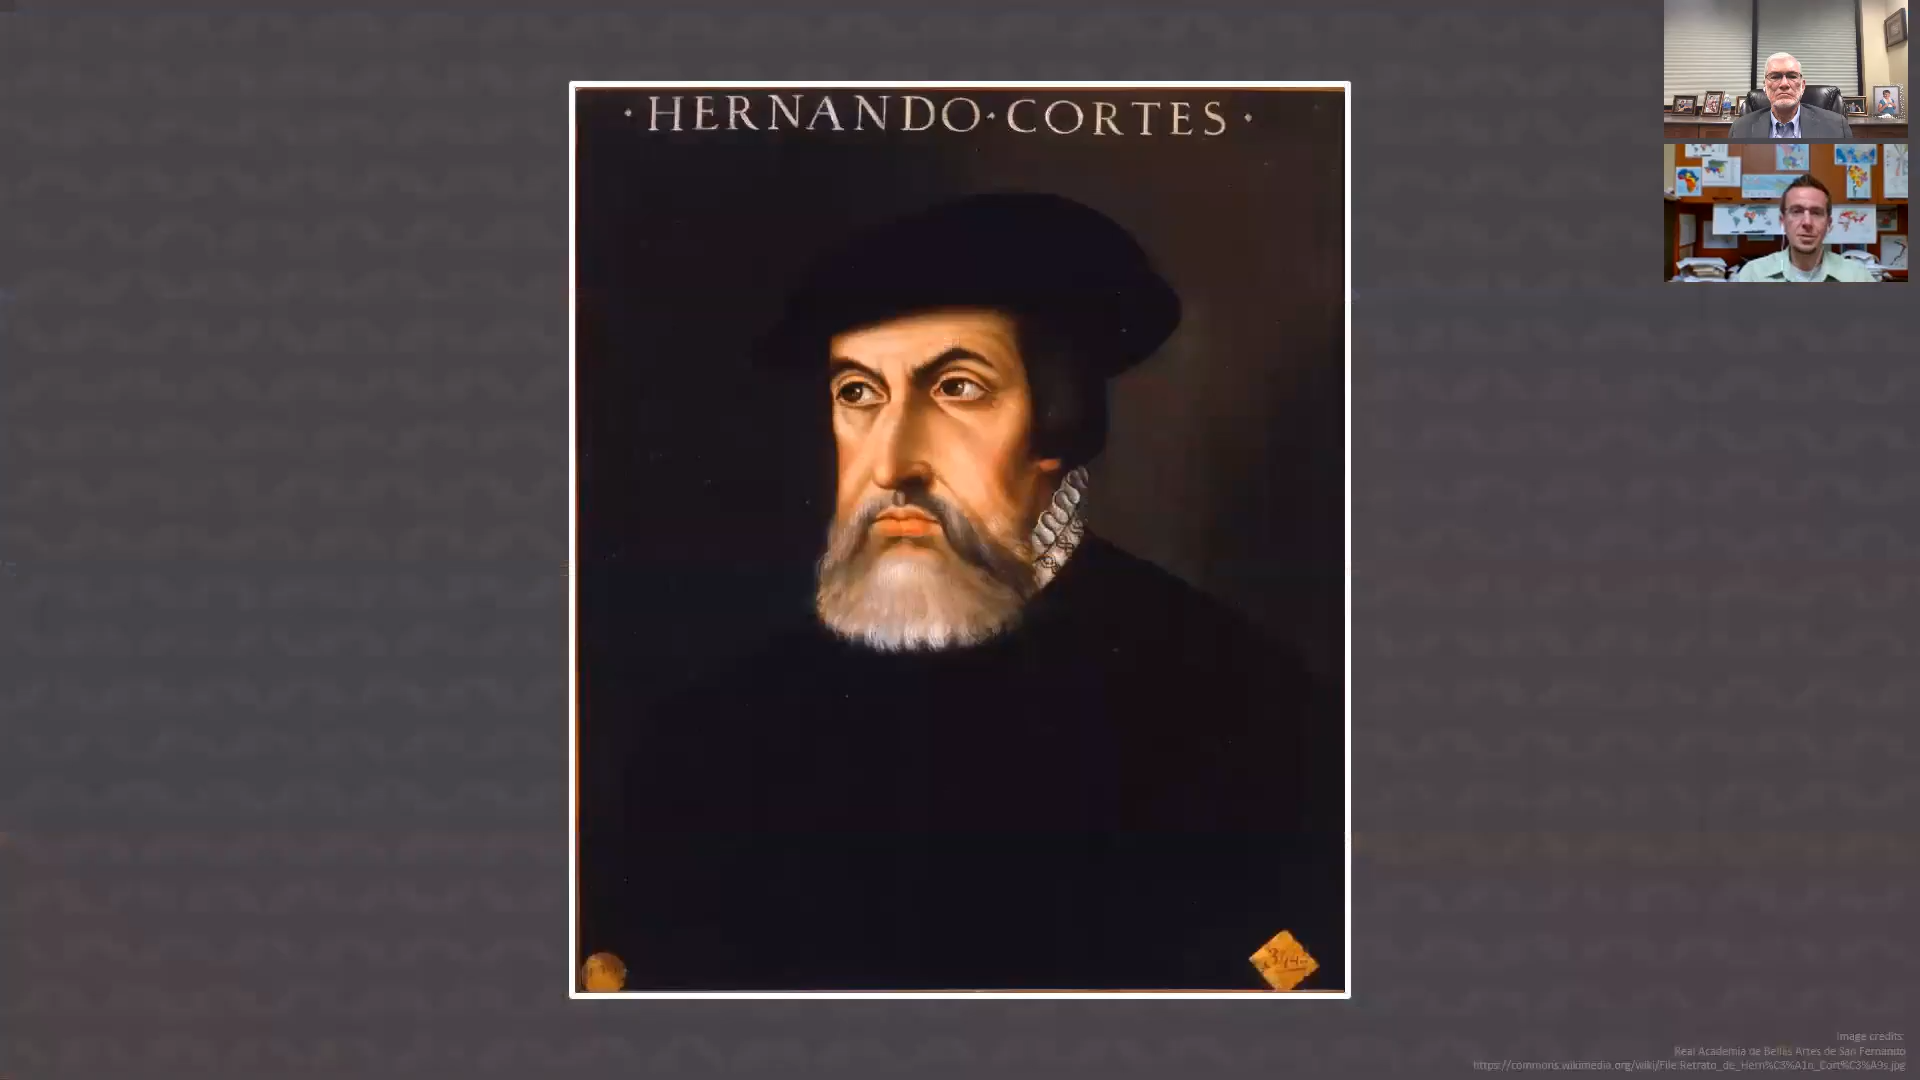 · HERNANDO · CORTES ·
Image credits:
Real Academia de Bellas Artes de San Fernando
https://commons.wikimedia.org/wiki/File:Retrato_de_Hern%C3%A1n_Cort%C3%A9s.jpg